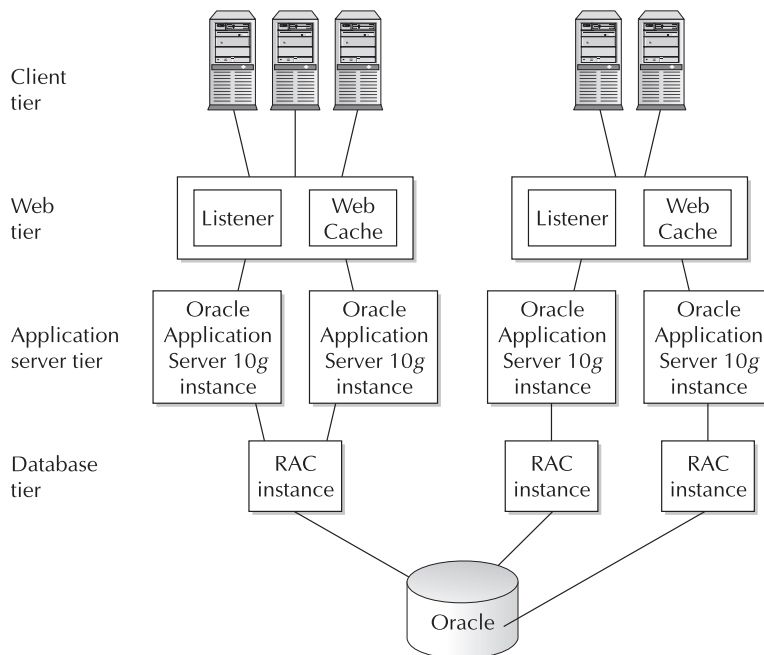 Client
tier
Web
tier
Listener
Web
Cache
Listener
Web
Cache
Application
server tier
Oracle
Application
Server 10g
instance
Oracle
Application
Server 10g
instance
Oracle
Application
Server 10g
instance
Oracle
Application
Server 10g
instance
Database
tier
RAC
instance
RAC
instance
RAC
instance
Oracle